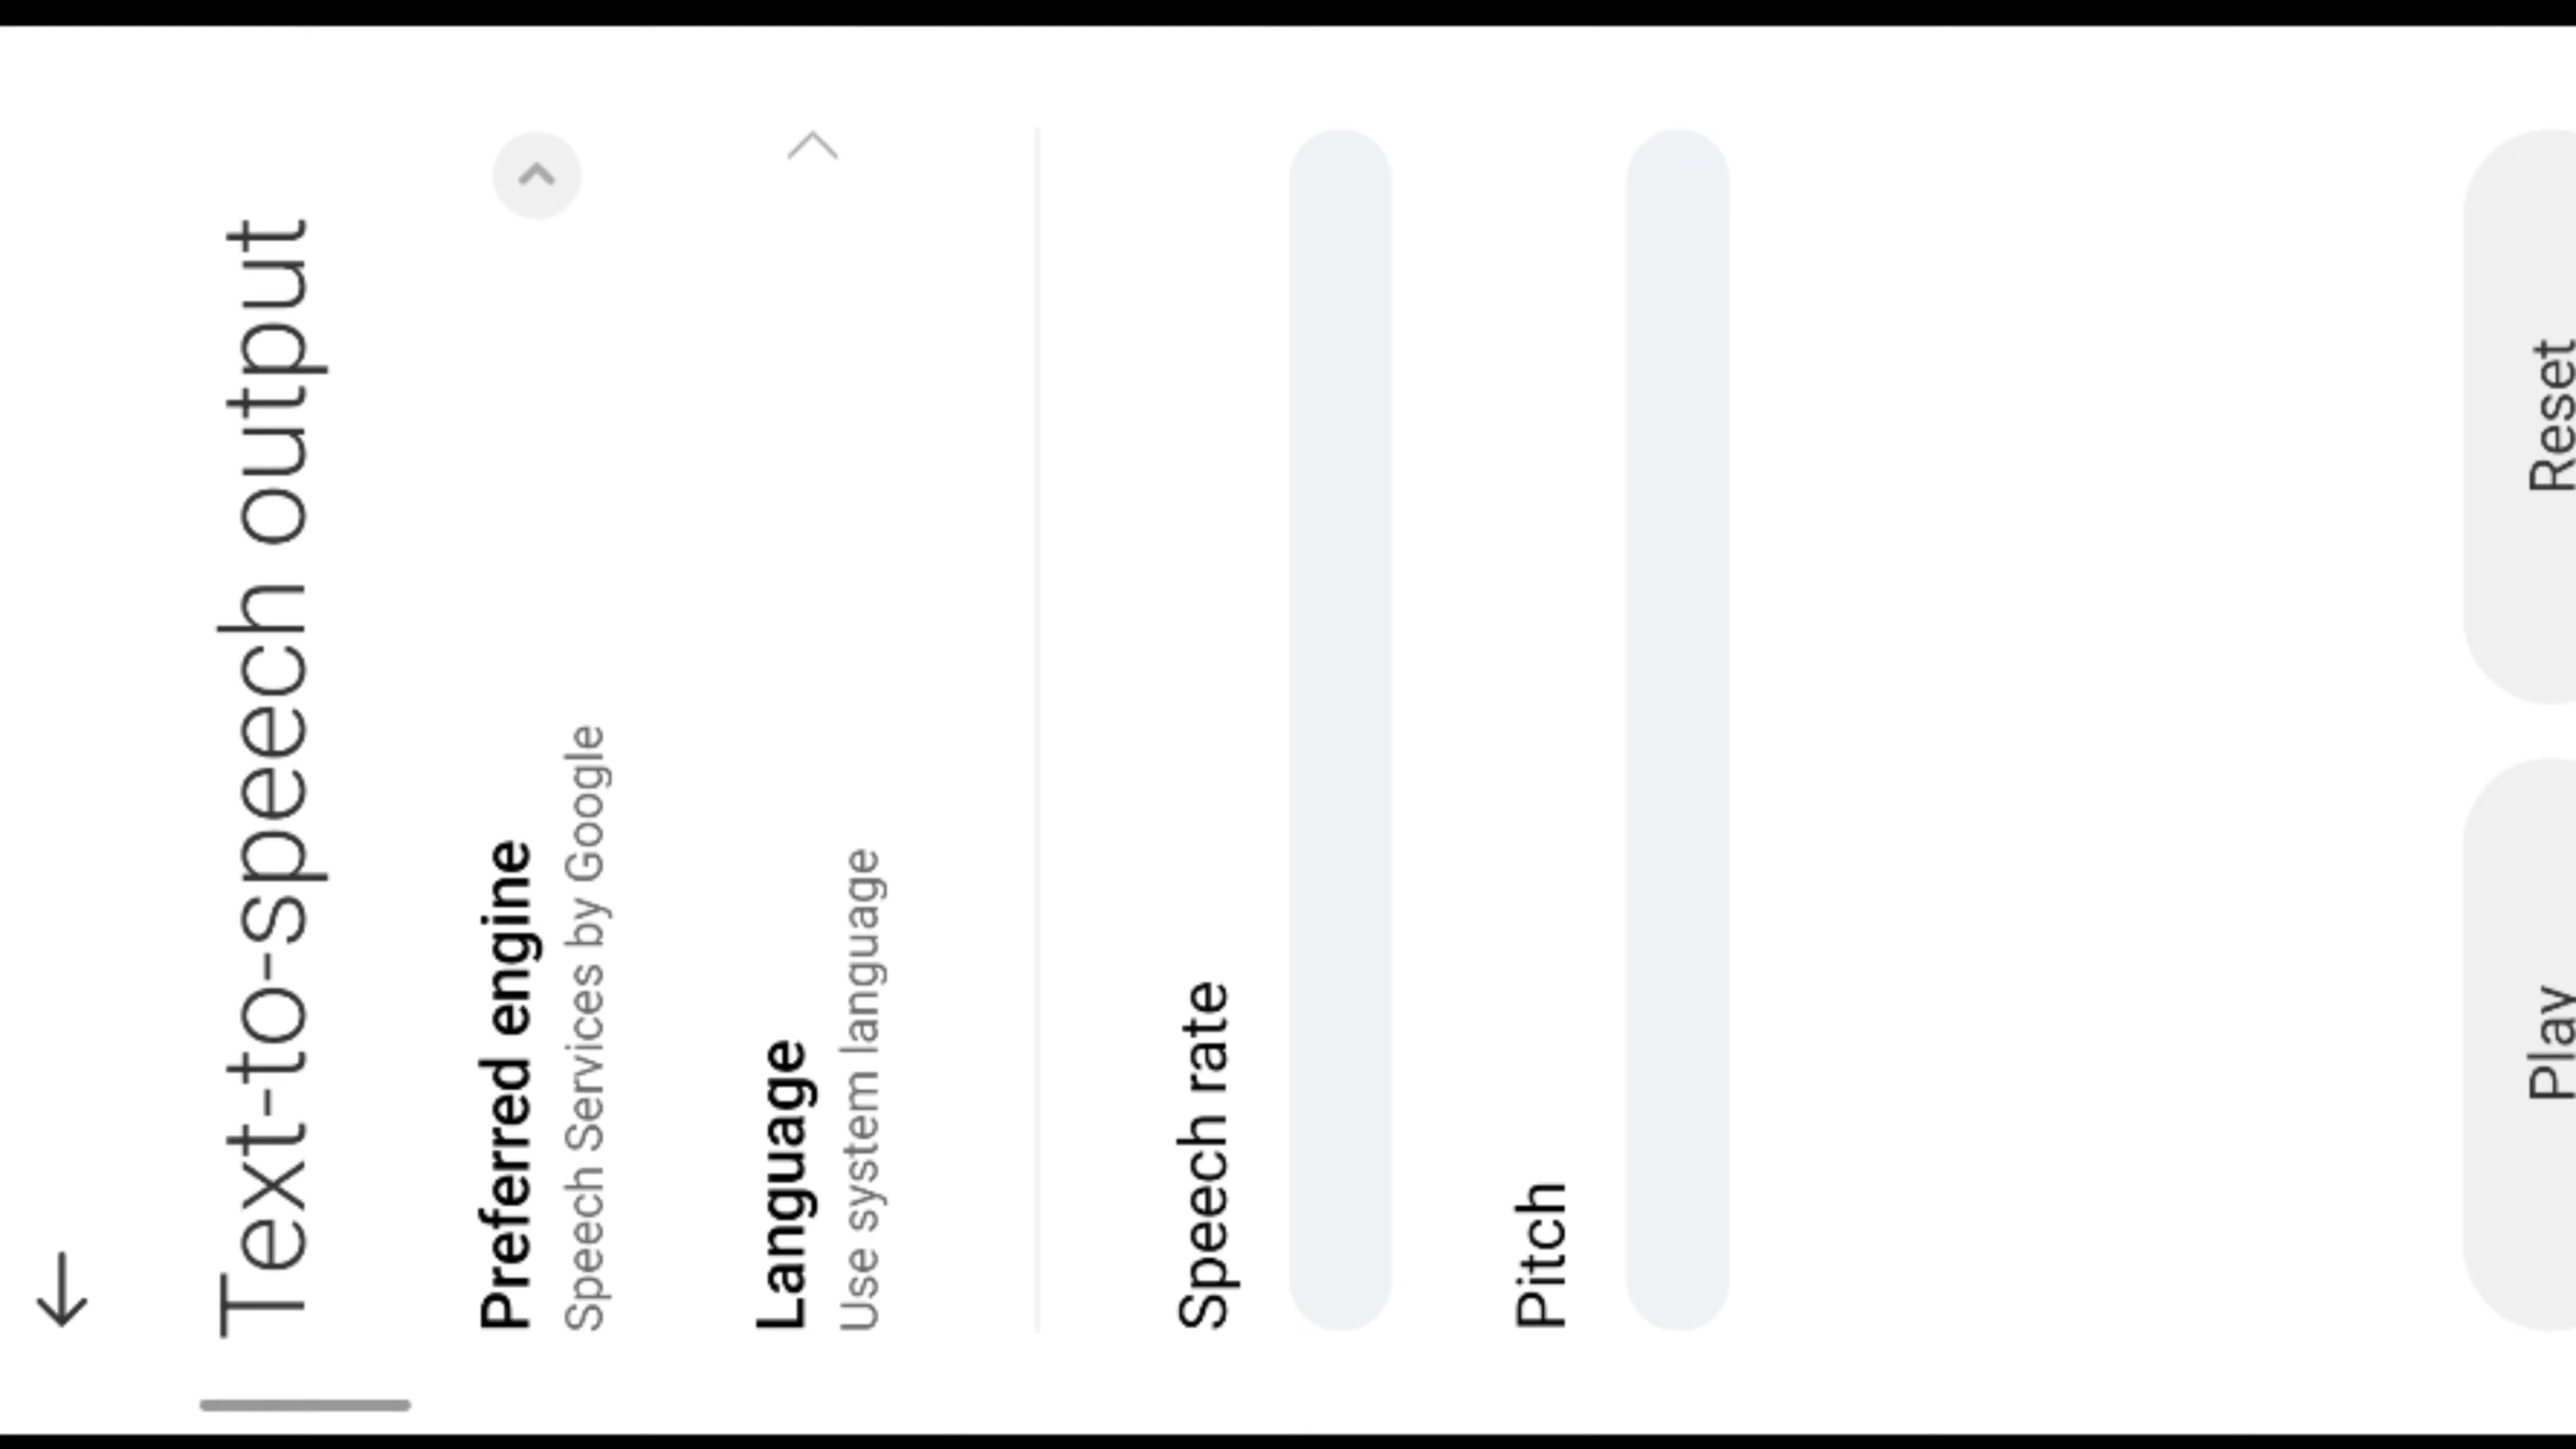 Text-to-speech output
Preferred engine
Speech Services by Google
Language
Use system language
Speech rate
Pitch
Play
Reset